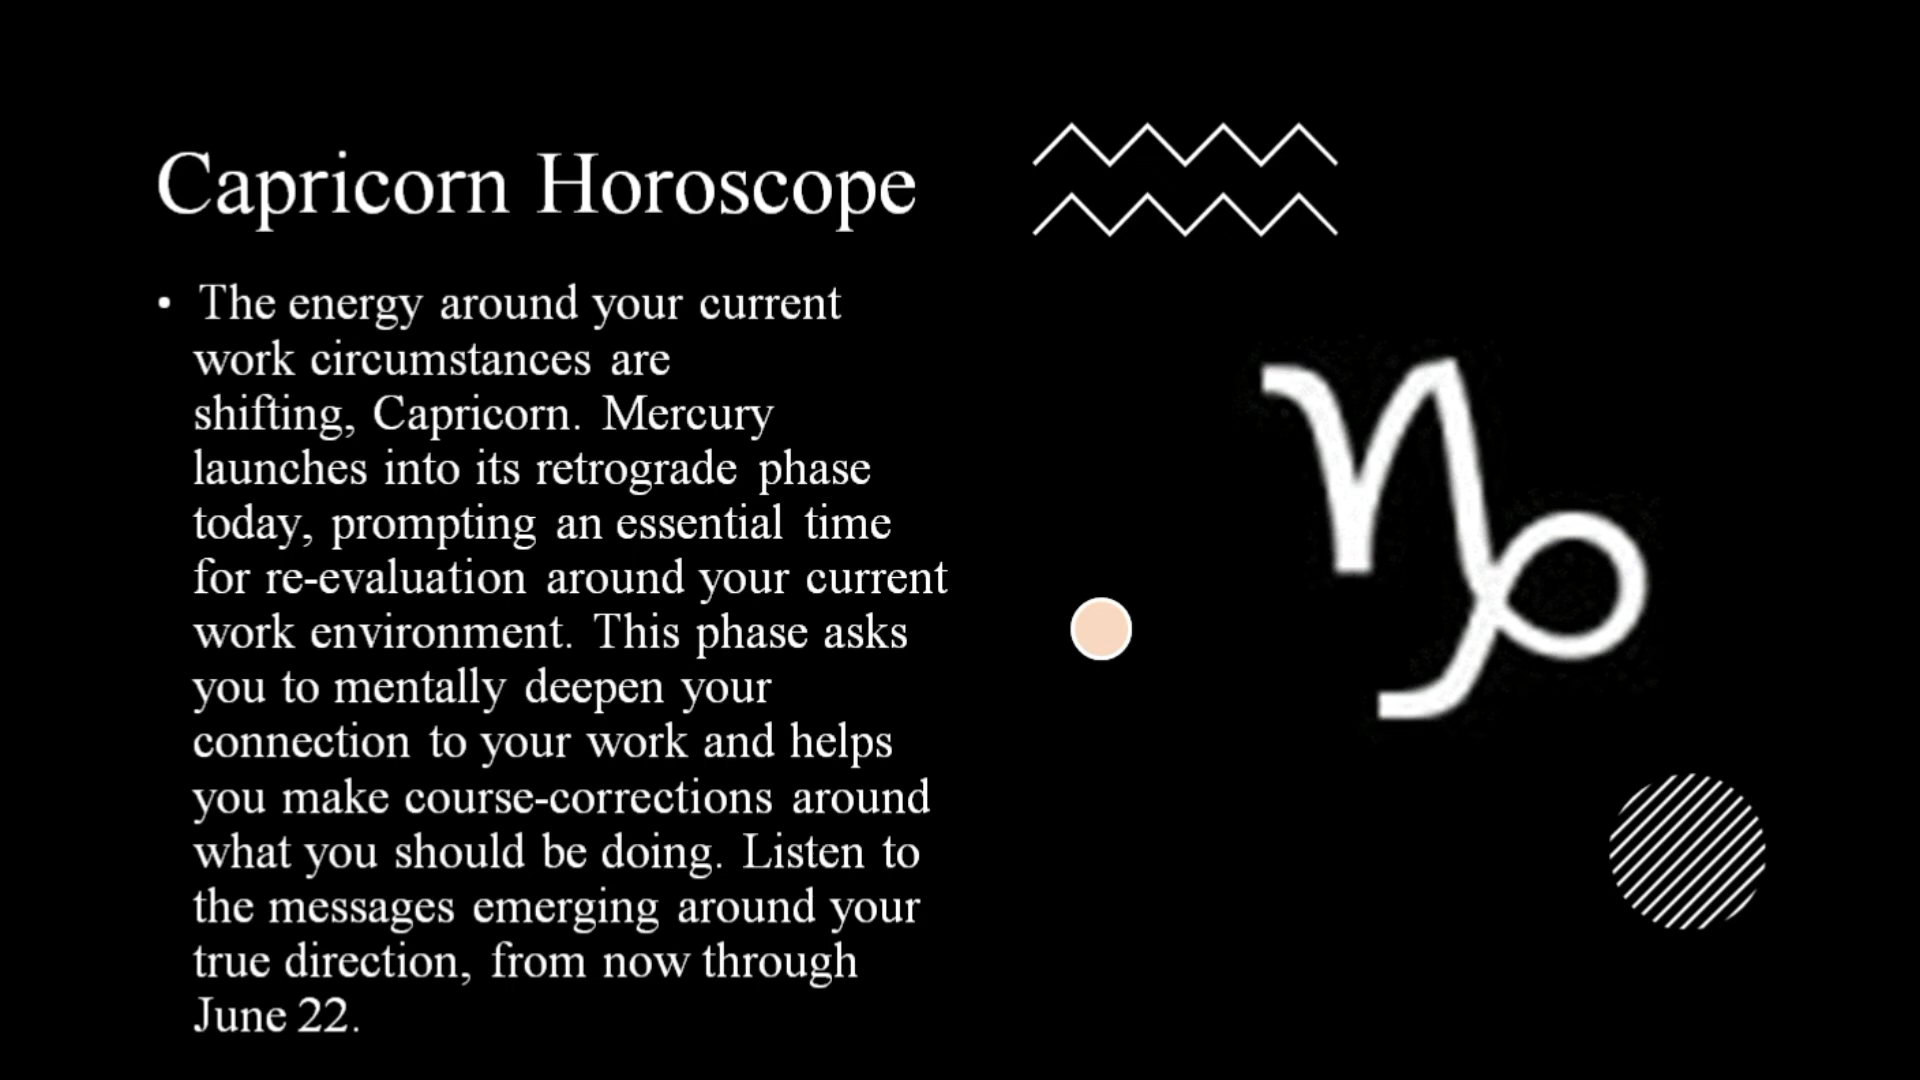 Capricorn Horoscope
• The energy around your current
work circumstances are
shifting, Capricorn. Mercury
launches into its retrograde phase
today, prompting an essential time
for re-evaluation around your current
work environment. This phase asks
you to mentally deepen your
connection to your work and helps
you make course-corrections around
what you should be doing. Listen to
the messages emerging around your
true direction, from now through
June 22.